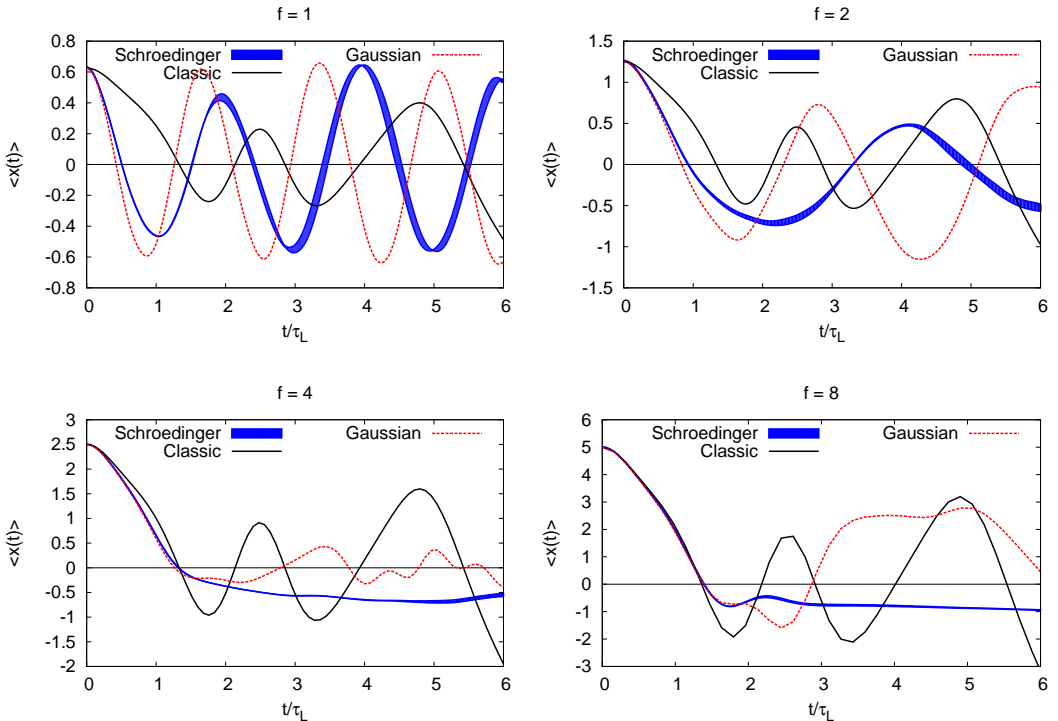 f = 1
Schroedinger Gaussian
Classic
0.8
0.6
0.4
0.2
0
-0.2
-0.4
-0.6
-0.8
<x(t)>
0 1 2 3 4 5 6
t/τL
f = 2
Schroedinger Gaussian
Classic
1.5
1
0.5
0
-0.5
-1
-1.5
<x(t)>
0 1 2 3 4 5 6
t/τL
f = 4
Schroedinger Gaussian
Classic
3
2.5
2
1.5
1
0.5
0
-0.5
-1
-1.5
-2
<x(t)>
0 1 2 3 4 5 6
t/τL
f = 8
Schroedinger Gaussian
Classic
6
5
4
3
2
1
0
-1
-2
-3
<x(t)>
0 1 2 3 4 5 6
t/τL